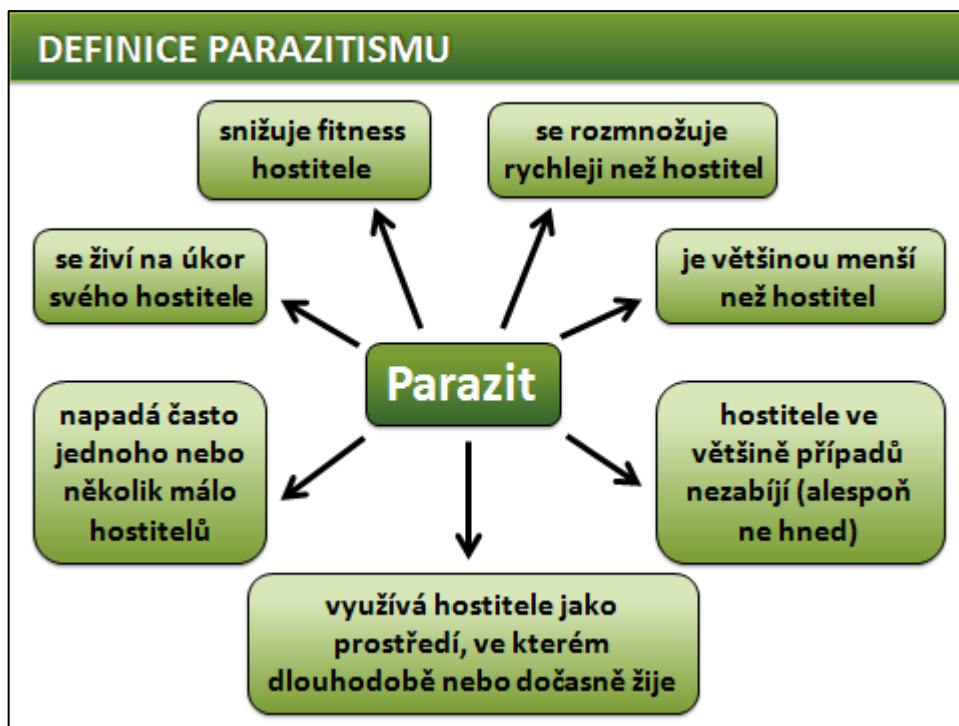 DEFINICE PARAZITISMU
snižuje fitness
hostitele
se rozmnožuje
rychleji než hostitel
se živí na úkor
svého hostitele
je většinou menší
než hostitel
Parazit
napadá často
jednoho nebo
několik málo
hostitelů
hostitele ve
většině případů
nezabíjí (alespoň
ne hned)
využívá hostitele jako
prostředí, ve kterém
dlouhodobě nebo dočasně žije